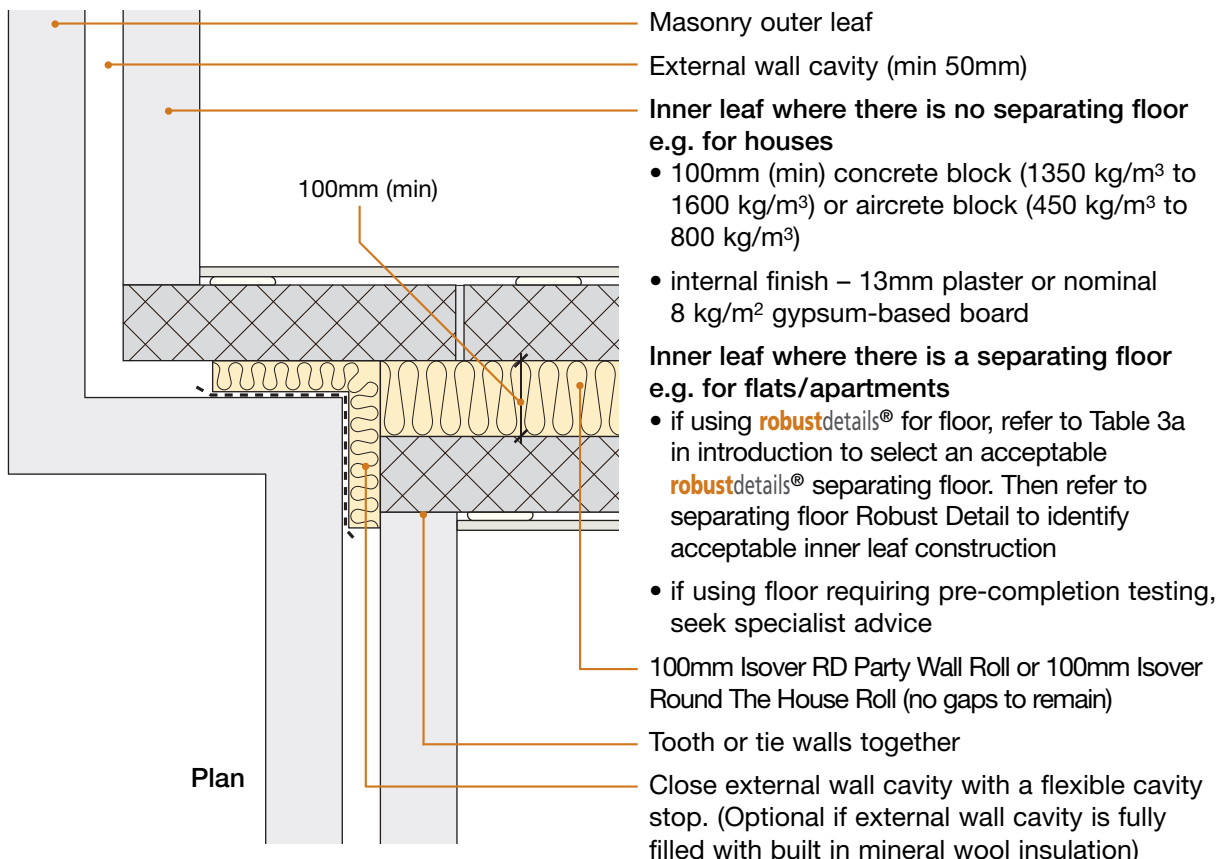 Masonry outer leaf
External wall cavity (min 50mm)
Inner leaf where there is no separating floor
e.g. for houses
• 100mm (min) concrete block (1350 kg/m³ to
1600 kg/m³) or aircrete block (450 kg/m³ to
800 kg/m³)
100mm (min)
• internal finish – 13mm plaster or nominal
8 kg/m² gypsum-based board
Inner leaf where there is a separating floor
e.g. for flats/apartments
• if using robustdetails® for floor, refer to Table 3a
in introduction to select an acceptable
robustdetails® separating floor. Then refer to
separating floor Robust Detail to identify
acceptable inner leaf construction
• if using floor requiring pre-completion testing,
seek specialist advice
100mm Isover RD Party Wall Roll or 100mm Isover
Round The House Roll (no gaps to remain)
Tooth or tie walls together
Plan
Close external wall cavity with a flexible cavity
stop. (Optional if external wall cavity is fully
filled with built in mineral wool insulation)